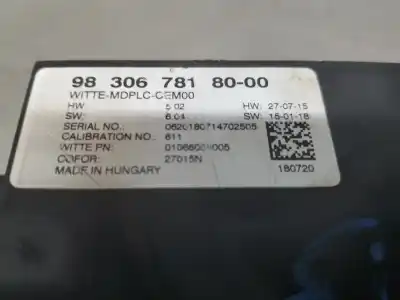 98 306 781 80-00
WITTE-MDPLC-CEM00
HW: 5.02 HW: 27-07-15
SW: 6.04 SW: 15-01-18
SERIAL NO.: 0620180714702505
CALIBRATION NO.: 611
WITTE PN:
COFOR: 27015N
MADE IN HUNGARY 180720